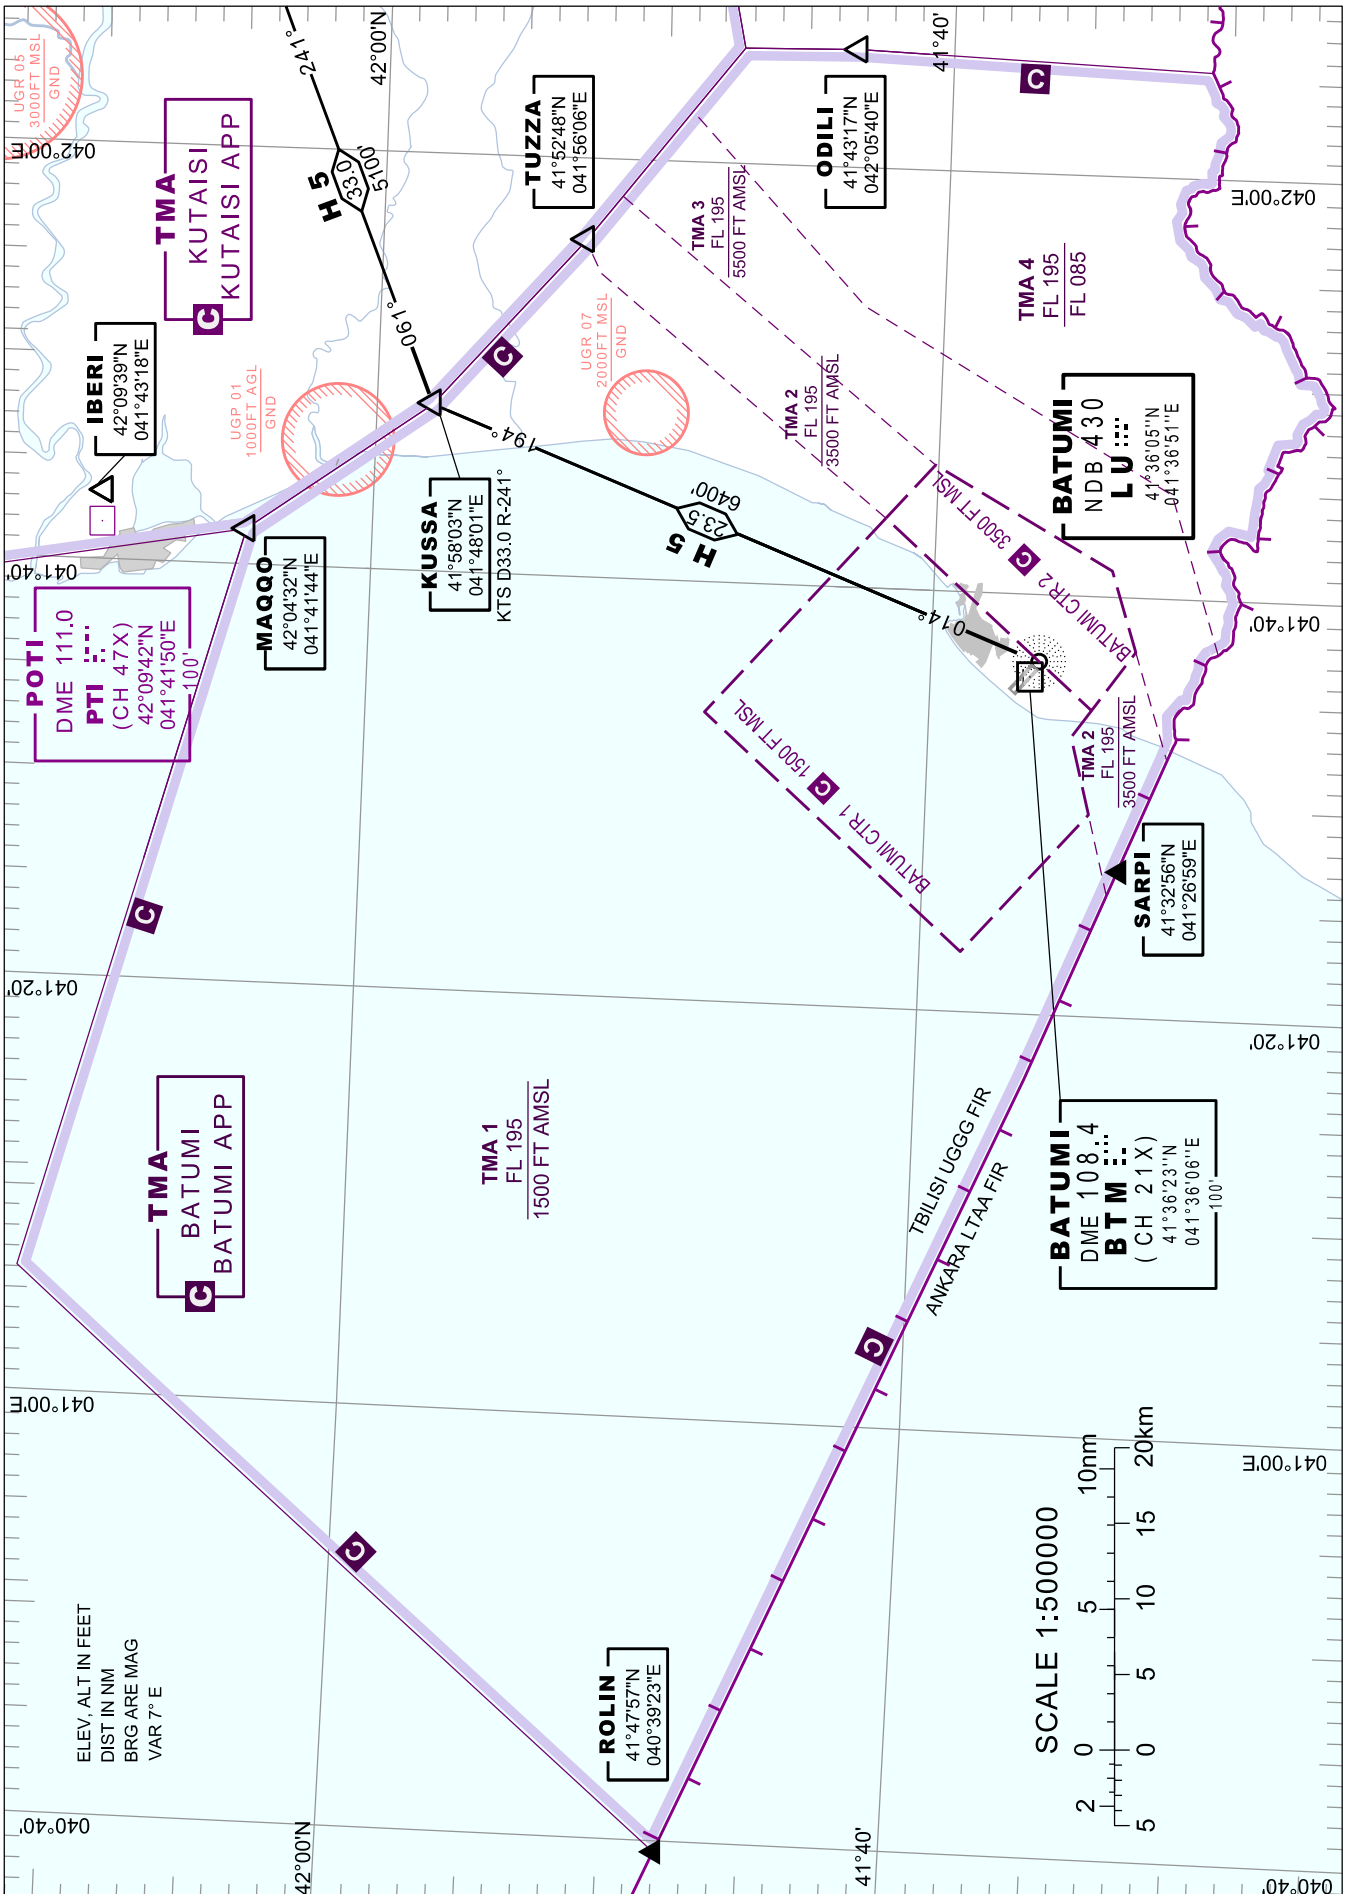 ELEV, ALT IN FEET
DIST IN NM
BRG ARE MAG
VAR 7° E
UGR 05
3000FT MSL
GND
TMA
KUTAISI
KUTAISI APP
C
241°
H 5
33.0
5100'
061°
42°00'N
042°00'E
IBERI
42°09'39"N
041°43'18"E
UGP 01
1000FT AGL
GND
POTI
DME 111.0
PTI
(CH 47X)
42°09'42"N
041°41'50"E
100'
041°40'
MAQQO
42°04'32"N
041°41'44"E
KUSSA
41°58'03"N
041°48'01"E
KTS D33.0 R-241°
TUZZA
41°52'48"N
041°56'06"E
ODILI
41°43'17"N
042°05'40"E
41°40'
C
C
UGR 07
2000FT MSL
GND
TMA 3
FL 195
5500 FT AMSL
TMA 2
FL 195
3500 FT AMSL
TMA 4
FL 195
FL 085
042°00'E
194°
H 5
23.5
6400'
014°
BATUMI
NDB 430
LU
41°36'05"N
041°36'51"E
BATUMI CTR 2 C 3500 FT MSL
BATUMI CTR 1 C 1500 FT MSL
TMA 2
FL 195
3500 FT AMSL
041°40'
SARPI
41°32'56"N
041°26'59"E
C
041°20'
TMA
BATUMI
BATUMI APP
C
TMA 1
FL 195
1500 FT AMSL
TBILISI UGGG FIR
ANKARA LTAA FIR
041°20'
BATUMI
DME 108.4
BTM
(CH 21X)
41°36'23"N
041°36'06"E
100'
C
C
041°00'E
041°00'E
ROLIN
41°47'57"N
040°39'23"E
SCALE 1:500000
2 0 5 10nm
5 0 5 10 15 20km
040°40'
42°00'N
41°40'
040°40'